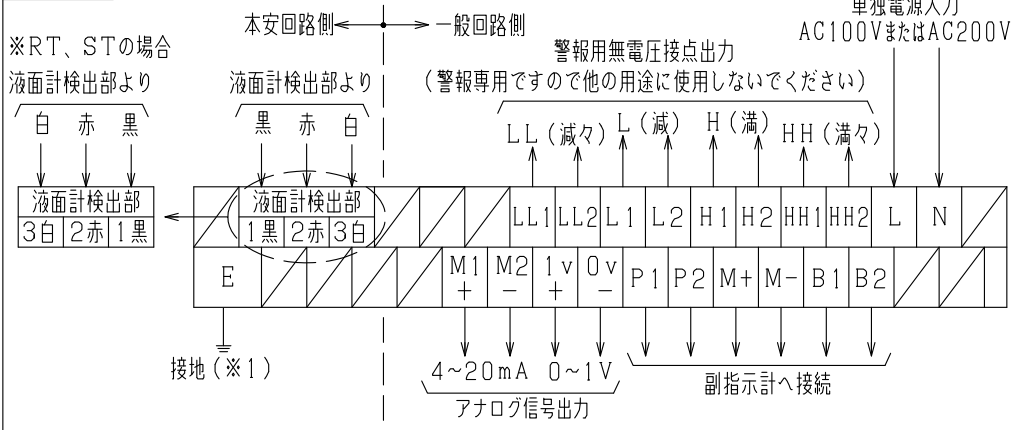 本安回路側 一般回路側
単独電源入力
AC100VまたはAC200V
※RT、STの場合
液面計検出部より
白 赤 黒
液面計検出部より
黒 赤 白
警報用無電圧接点出力
(警報専用ですので他の用途に使用しないでください)
LL(減々) L(減) H(満) HH(満々)
液面計検出部
3白 2赤 1黒
液面計検出部
1黒 2赤 3白
LL1 LL2 L1 L2 H1 H2 HH1 HH2 L N
E M1+ M2- 1v+ 0v- P1 P2 M+ M- B1 B2
接地(※1)
4~20mA 0~1V
アナログ信号出力
副指示計へ接続